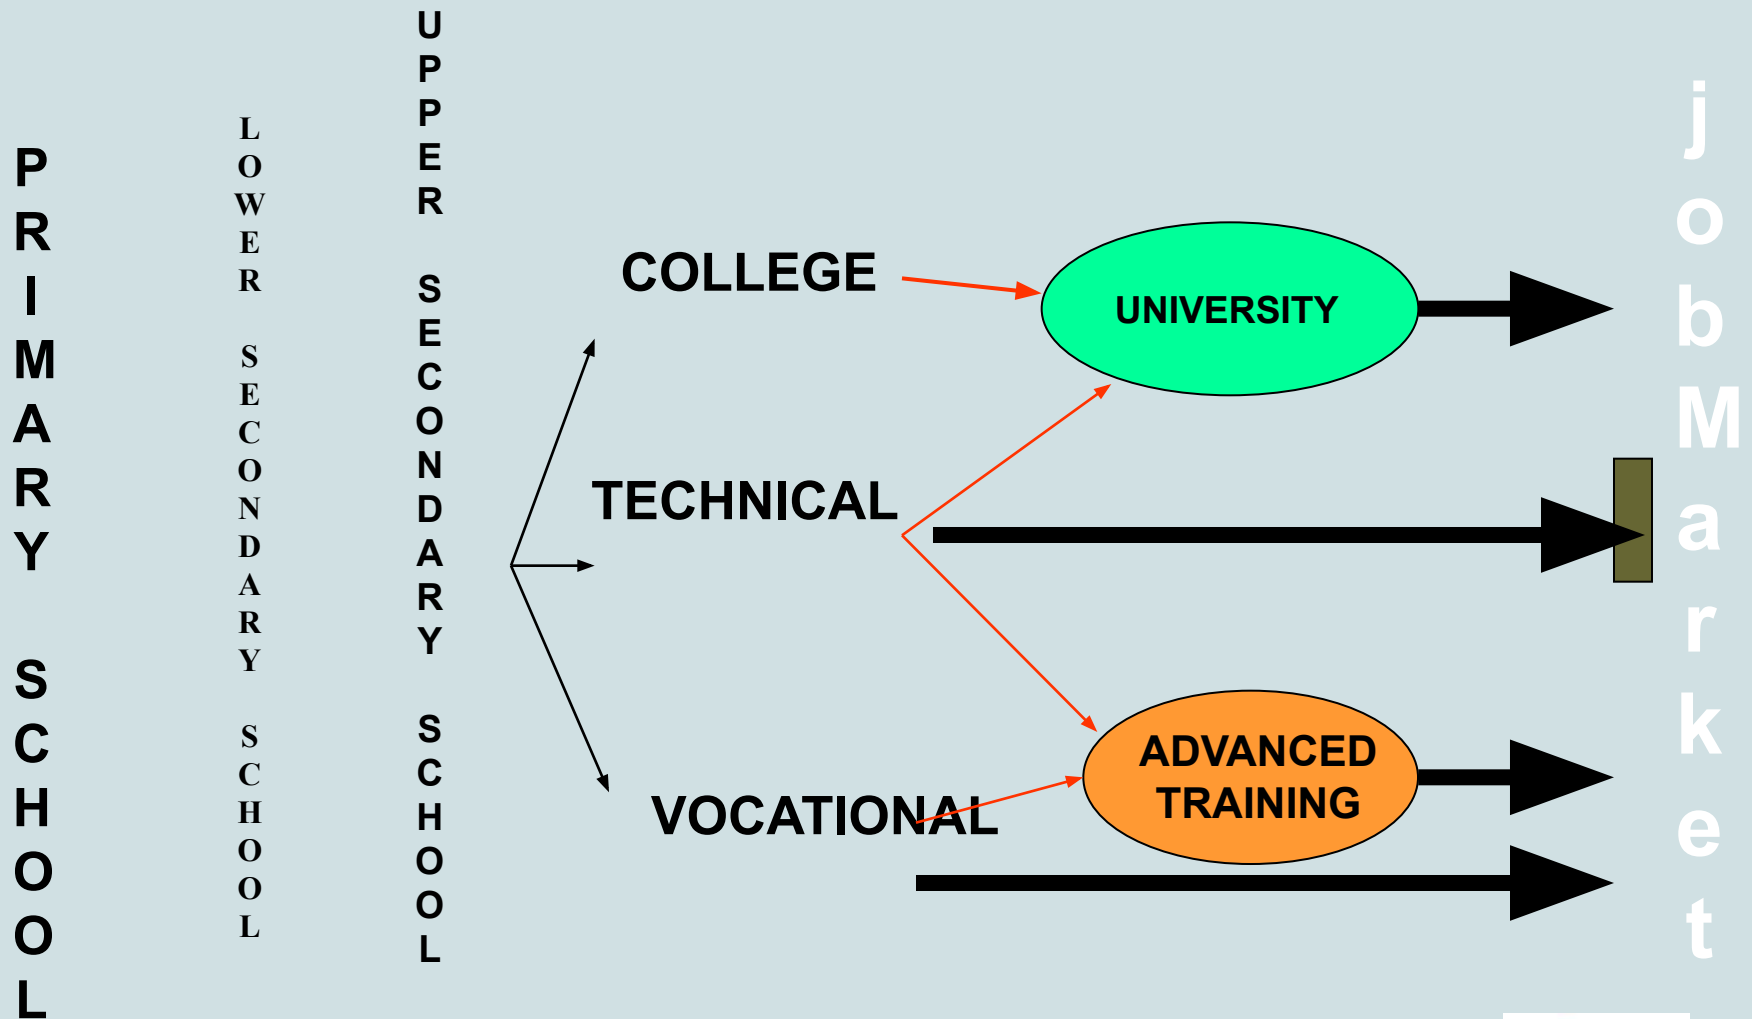 PRIMARY SCHOOL
LOWER SECONDARY SCHOOL
UPPER SECONDARY SCHOOL
COLLEGE
TECHNICAL
VOCATIONAL
UNIVERSITY
ADVANCED
TRAINING
jobMarket